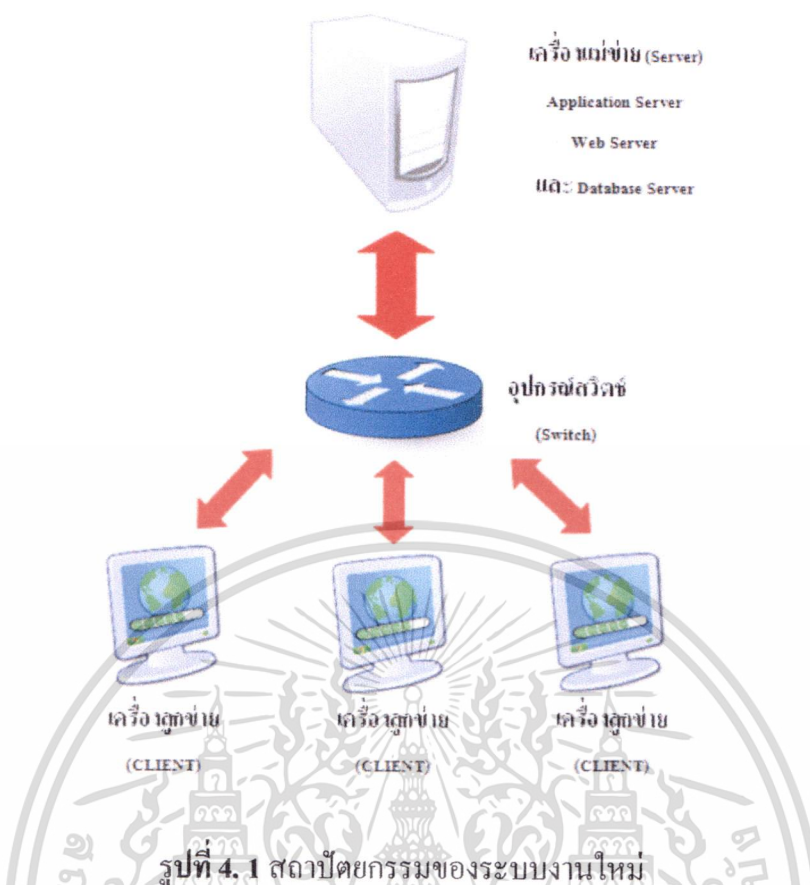 เครื่องแม่ข่าย (Server)
Application Server
Web Server
และ Database Server
อุปกรณ์สวิตซ์
(Switch)
เครื่องลูกข่าย
(CLIENT)
เครื่องลูกข่าย
(CLIENT)
เครื่องลูกข่าย
(CLIENT)
รูปที่ 4. 1 สถาปัตยกรรมของระบบงานใหม่